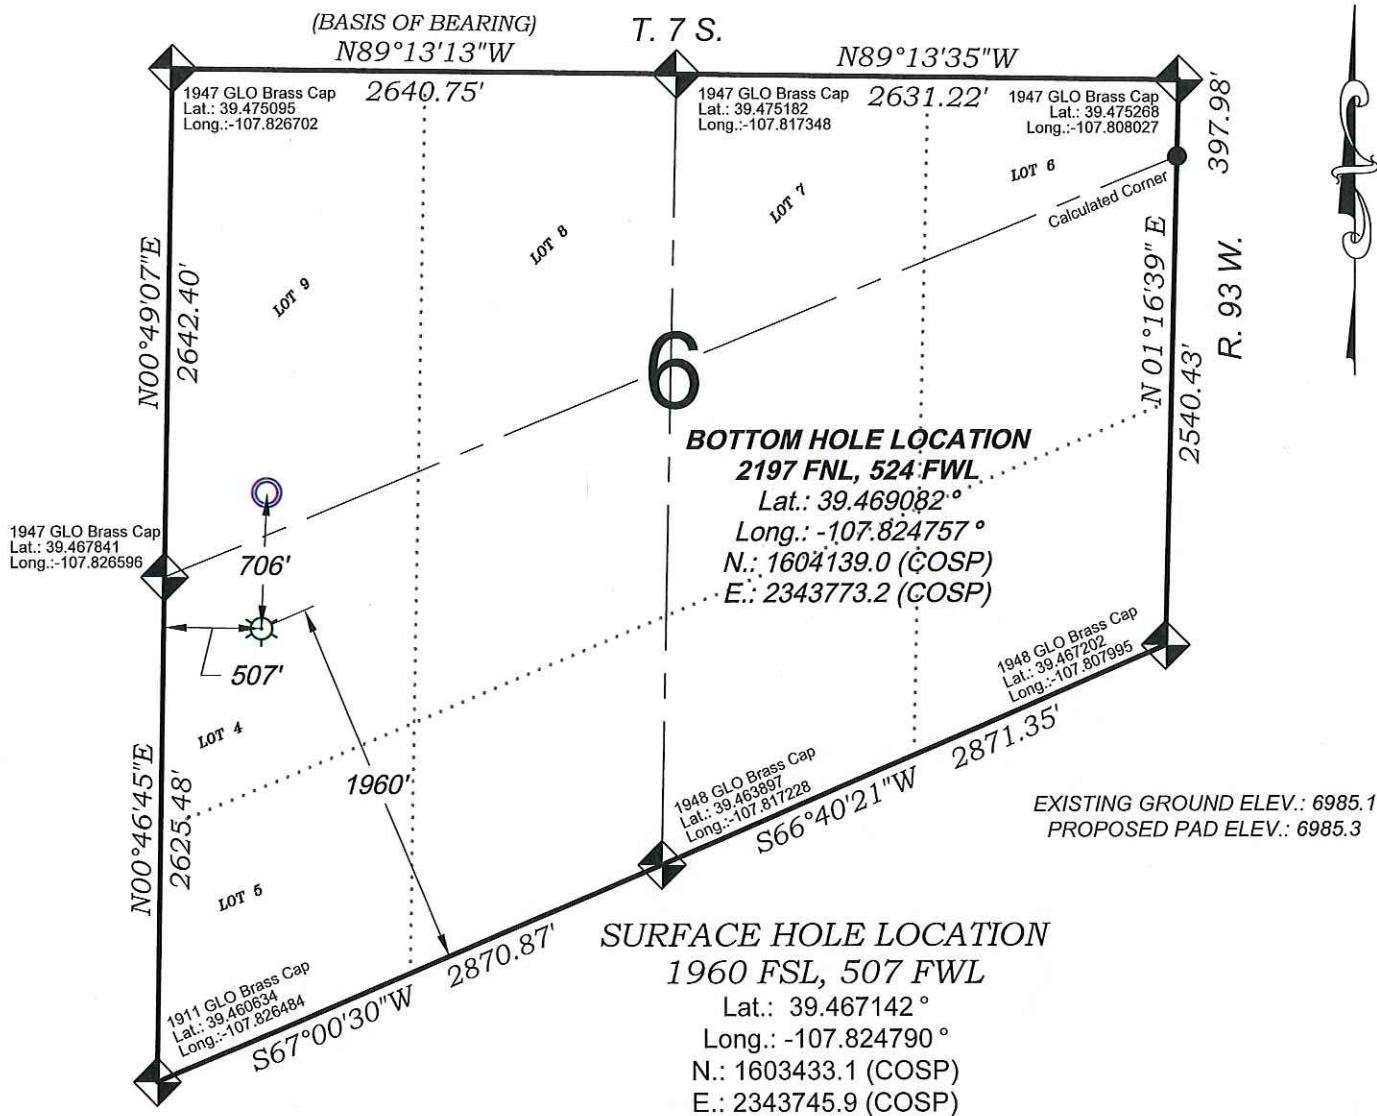 (BASIS OF BEARING)
N89°13'13"W
T. 7 S.
N89°13'35"W
2640.75'
2631.22'
1947 GLO Brass Cap
Lat.: 39.475095
Long.:-107.826702
1947 GLO Brass Cap
Lat.: 39.475182
Long.:-107.817348
1947 GLO Brass Cap
Lat.: 39.475268
Long.:-107.808027
397.98'
LOT 6
Calculated Corner
LOT 7
LOT 8
LOT 9
N00°49'07"E
2642.40'
N 01°16'39" E
2540.43'
R. 93 W.
6
BOTTOM HOLE LOCATION
2197 FNL, 524 FWL
Lat.: 39.469082°
Long.: -107.824757°
N.: 1604139.0 (COSP)
E.: 2343773.2 (COSP)
1947 GLO Brass Cap
Lat.: 39.467841
Long.:-107.826596
706'
507'
1948 GLO Brass Cap
Lat.: 39.467202
Long.:-107.807995
LOT 4
1960'
N00°46'45"E
2625.48'
1948 GLO Brass Cap
Lat.: 39.463897
Long.:-107.817228
S66°40'21"W
2871.35'
EXISTING GROUND ELEV.: 6985.1
PROPOSED PAD ELEV.: 6985.3
LOT 5
1911 GLO Brass Cap
Lat.: 39.460634
Long.:-107.826484
S67°00'30"W
2870.87'
SURFACE HOLE LOCATION
1960 FSL, 507 FWL
Lat.: 39.467142°
Long.: -107.824790°
N.: 1603433.1 (COSP)
E.: 2343745.9 (COSP)